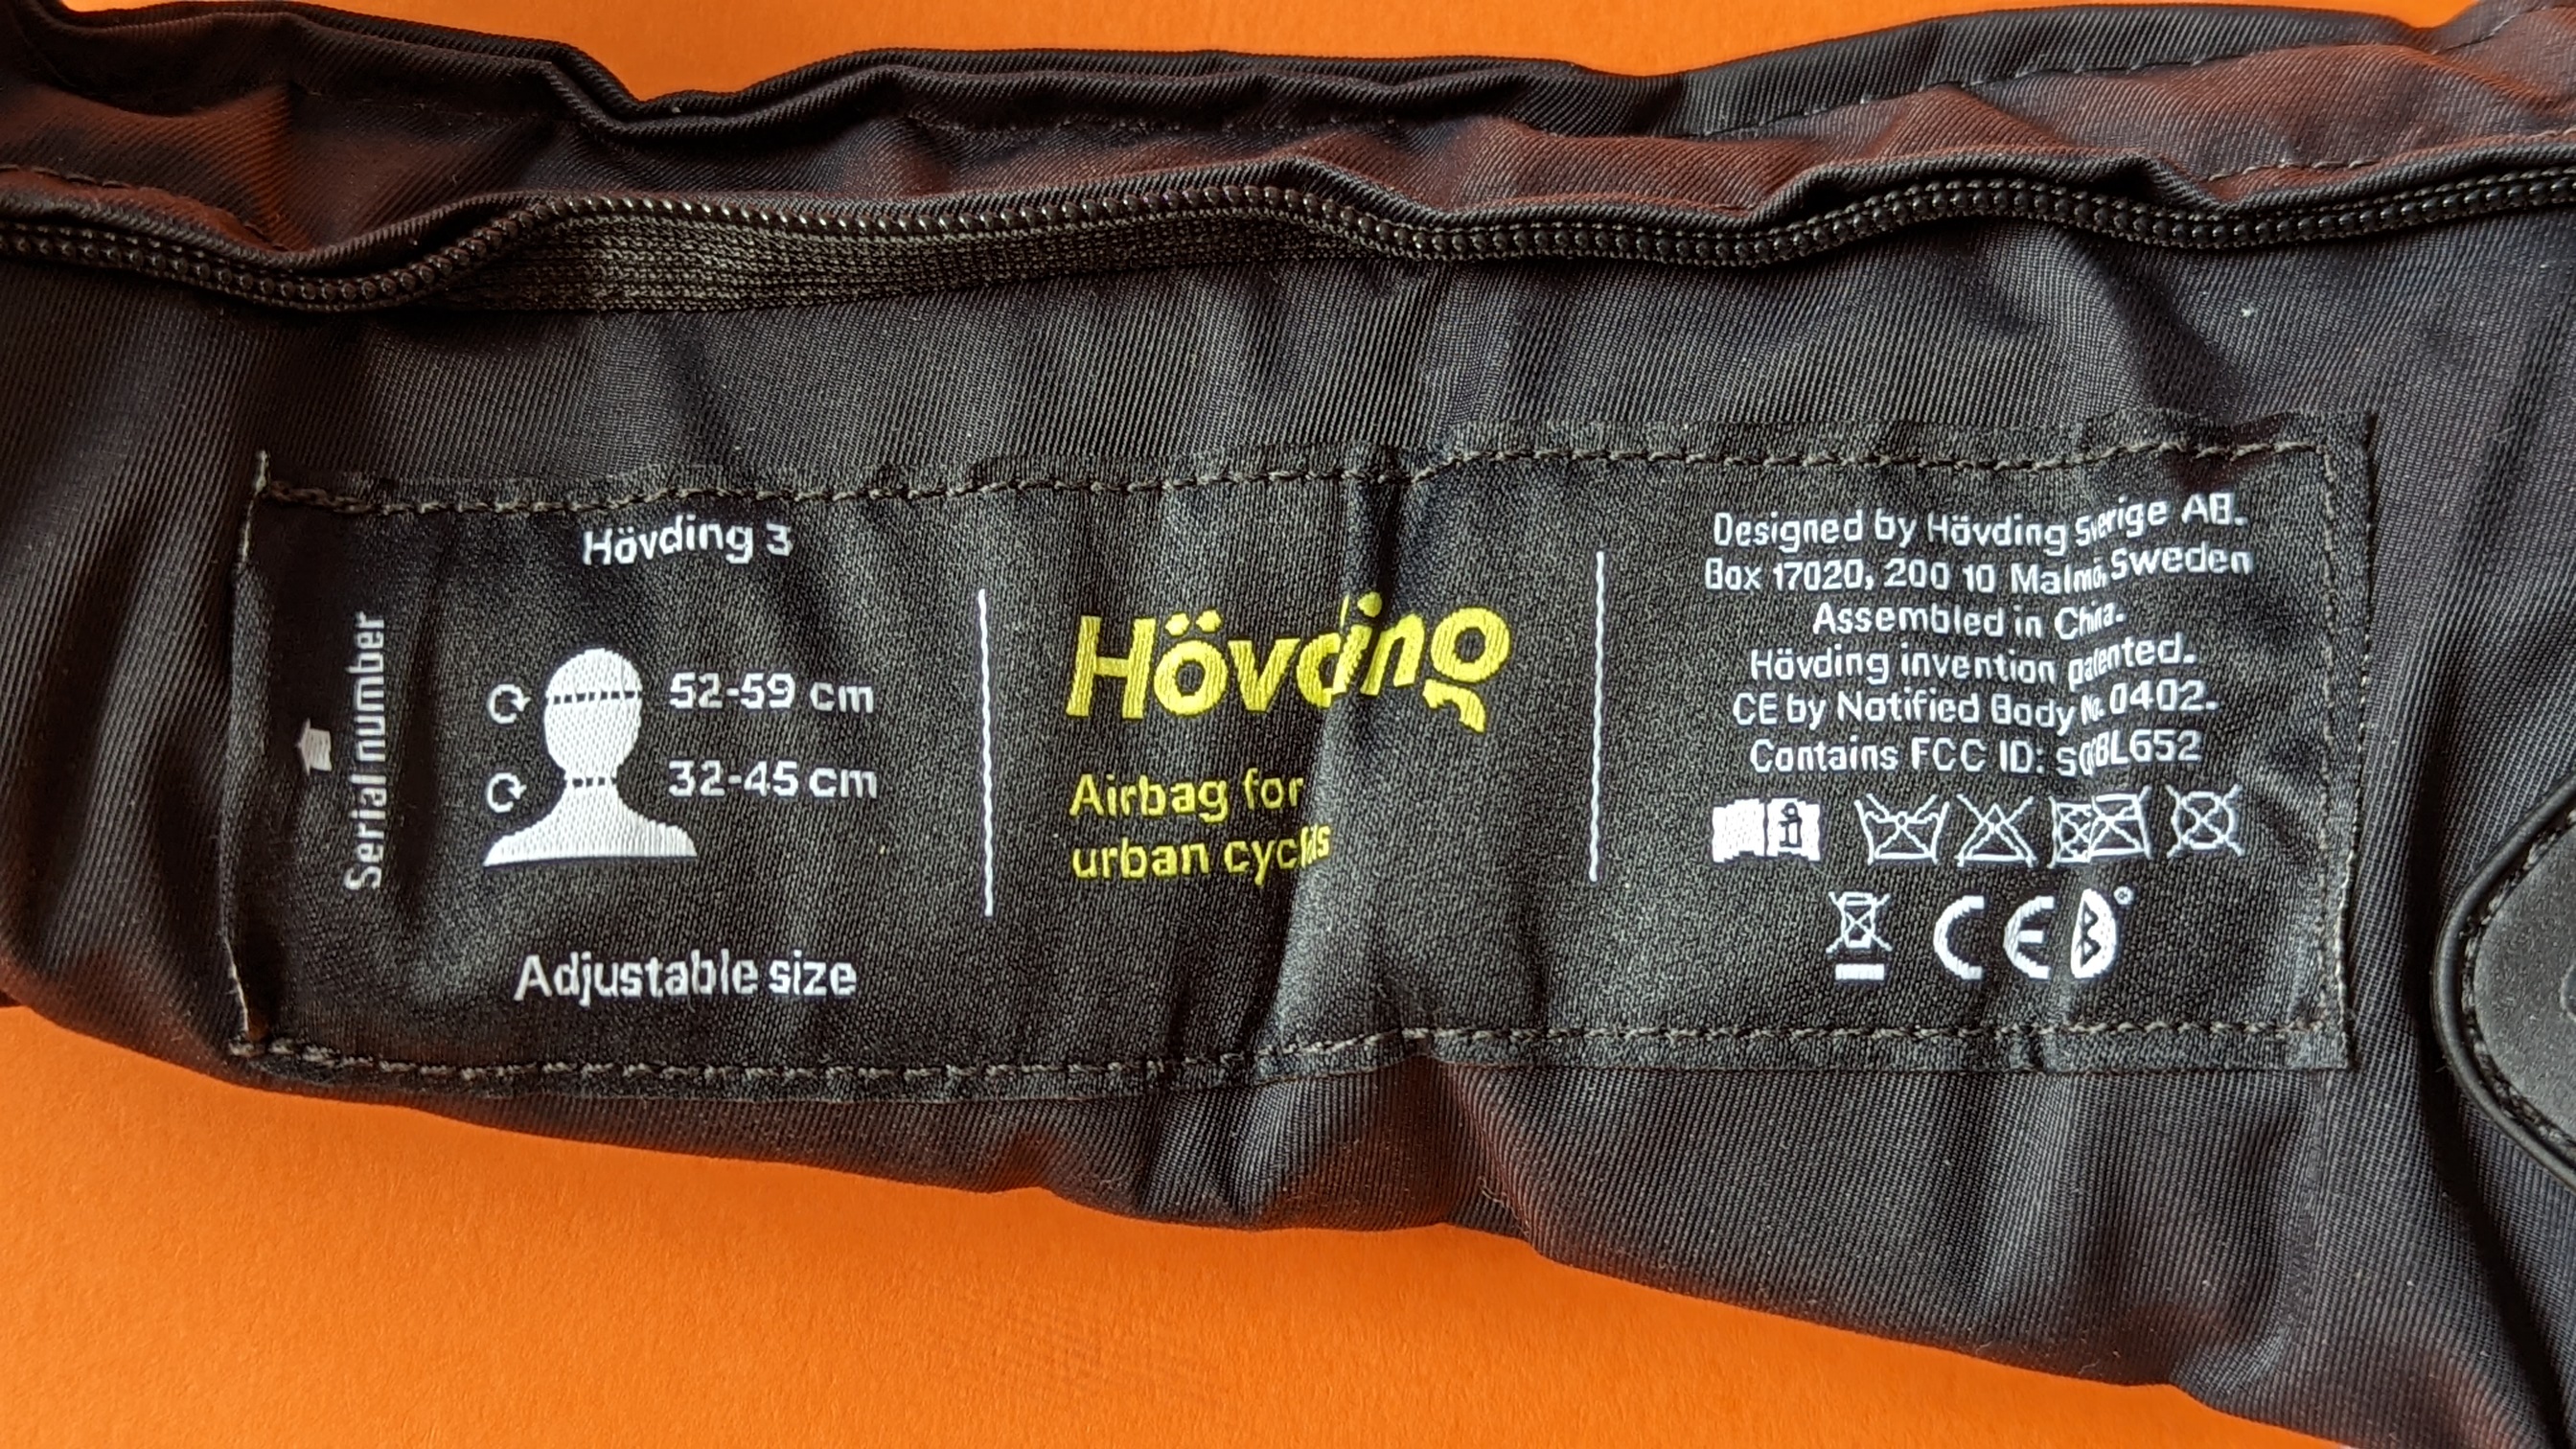 Serial number
Hövding 3
52-59 cm
32-45 cm
Adjustable size
Hövding
Airbag for
urban
Designed by Hövding Sverige AB.
Box 17020, 200 10 Malmö, Sweden
Assembled in China.
Hövding invention patented.
CE by Notified Body No. 0402.
Contains FCC ID:
CE